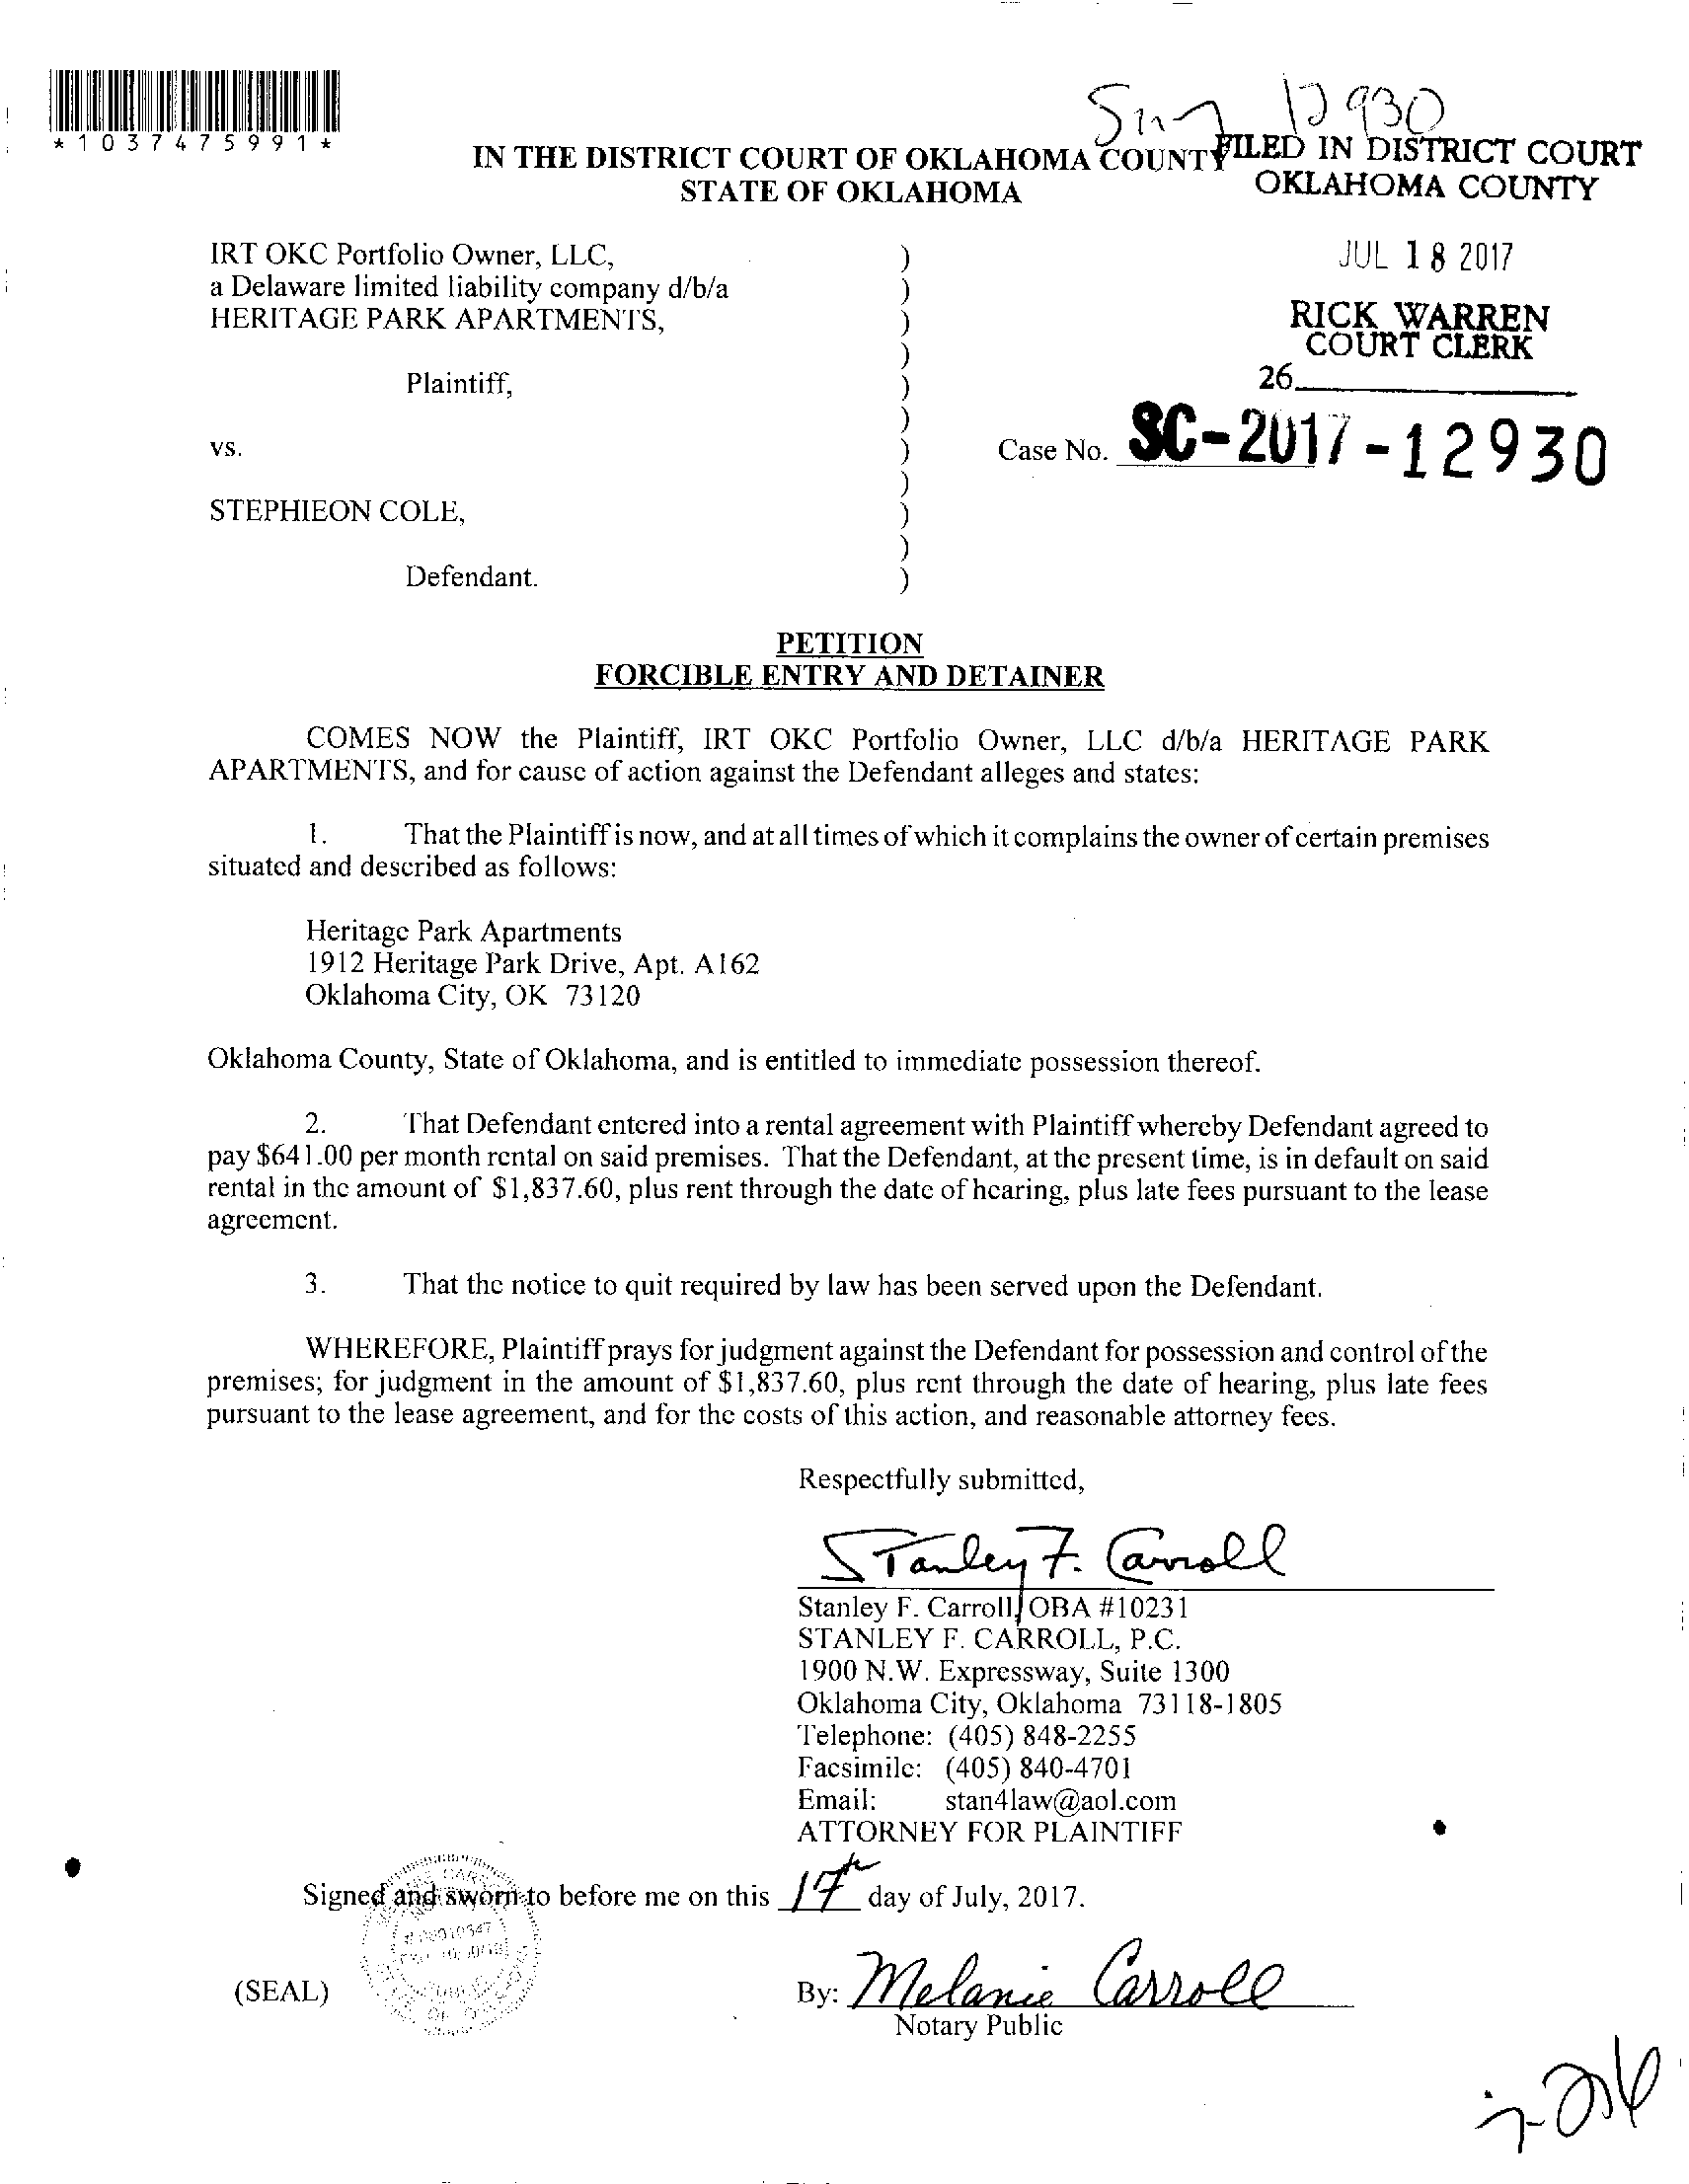 *1037475991*
12930
IN THE DISTRICT COURT OF OKLAHOMA COUNTY
STATE OF OKLAHOMA
FILED IN DISTRICT COURT
OKLAHOMA COUNTY
JUL 18 2017
RICK WARREN
COURT CLERK
26
IRT OKC Portfolio Owner, LLC, )
a Delaware limited liability company d/b/a )
HERITAGE PARK APARTMENTS, )
)
Plaintiff, )
)
vs. ) Case No. SC-2017-12930
)
STEPHIEON COLE, )
)
Defendant. )
PETITION
FORCIBLE ENTRY AND DETAINER
COMES NOW the Plaintiff, IRT OKC Portfolio Owner, LLC d/b/a HERITAGE PARK
APARTMENTS, and for cause of action against the Defendant alleges and states:
1. That the Plaintiff is now, and at all times of which it complains the owner of certain premises
situated and described as follows:
Heritage Park Apartments
1912 Heritage Park Drive, Apt. A162
Oklahoma City, OK 73120
Oklahoma County, State of Oklahoma, and is entitled to immediate possession thereof.
2. That Defendant entered into a rental agreement with Plaintiff whereby Defendant agreed to
pay $641.00 per month rental on said premises. That the Defendant, at the present time, is in default on said
rental in the amount of $1,837.60, plus rent through the date of hearing, plus late fees pursuant to the lease
agreement.
3. That the notice to quit required by law has been served upon the Defendant.
WHEREFORE, Plaintiff prays for judgment against the Defendant for possession and control of the
premises; for judgment in the amount of $1,837.60, plus rent through the date of hearing, plus late fees
pursuant to the lease agreement, and for the costs of this action, and reasonable attorney fees.
Respectfully submitted,
Stanley F. Carroll
Stanley F. Carroll, OBA #10231
STANLEY F. CARROLL, P.C.
1900 N.W. Expressway, Suite 1300
Oklahoma City, Oklahoma 73118-1805
Telephone: (405) 848-2255
Facsimile: (405) 840-4701
Email: stan4law@aol.com
ATTORNEY FOR PLAINTIFF
Signed and sworn to before me on this 17th day of July, 2017.
(SEAL)
By: Melanie Carroll
Notary Public